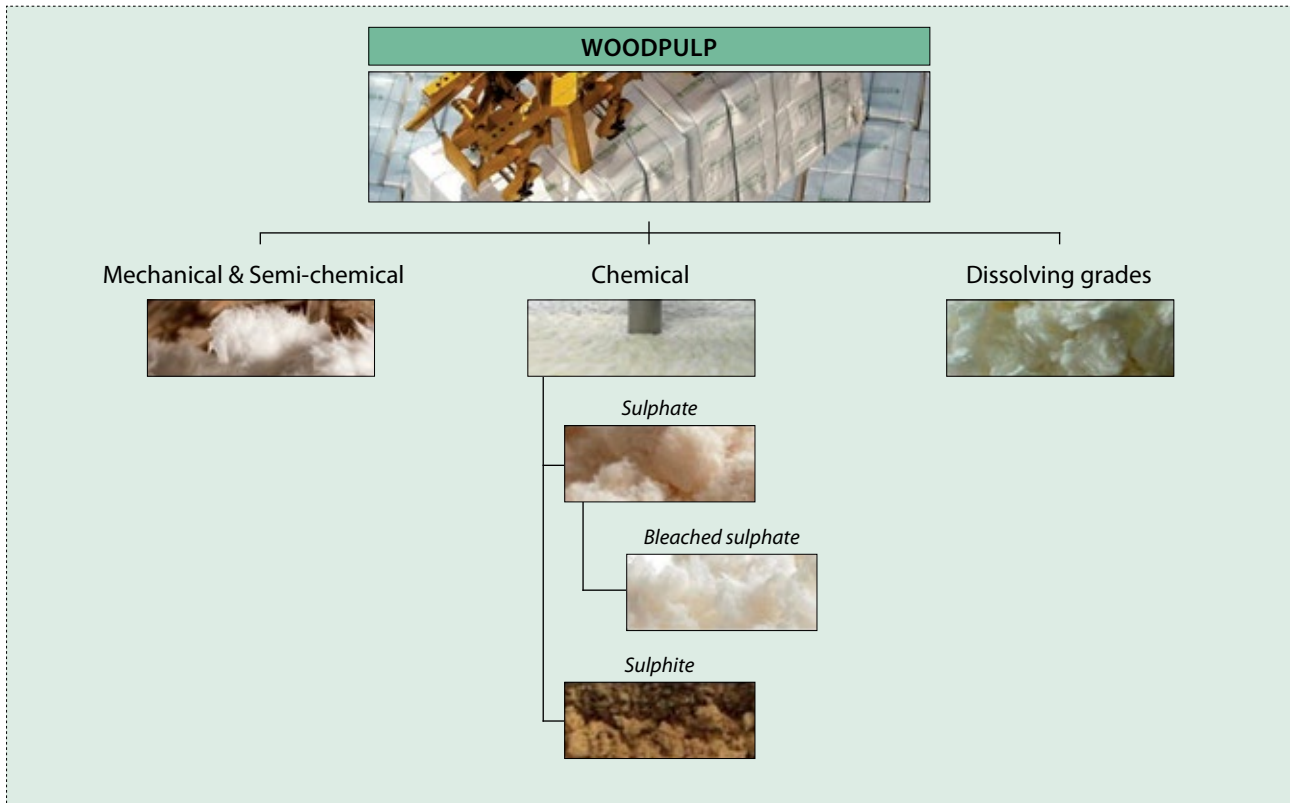 WOODPULP
Mechanical & Semi-chemical
Chemical
Dissolving grades
Sulphate
Bleached sulphate
Sulphite